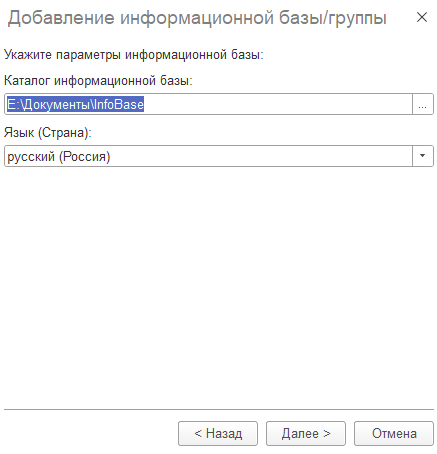 Добавление информационной базы/группы
Укажите параметры информационной базы:
Каталог информационной базы:
E:\Документы\InfoBase
...
Язык (Страна):
русский (Россия)
< Назад Далее > Отмена